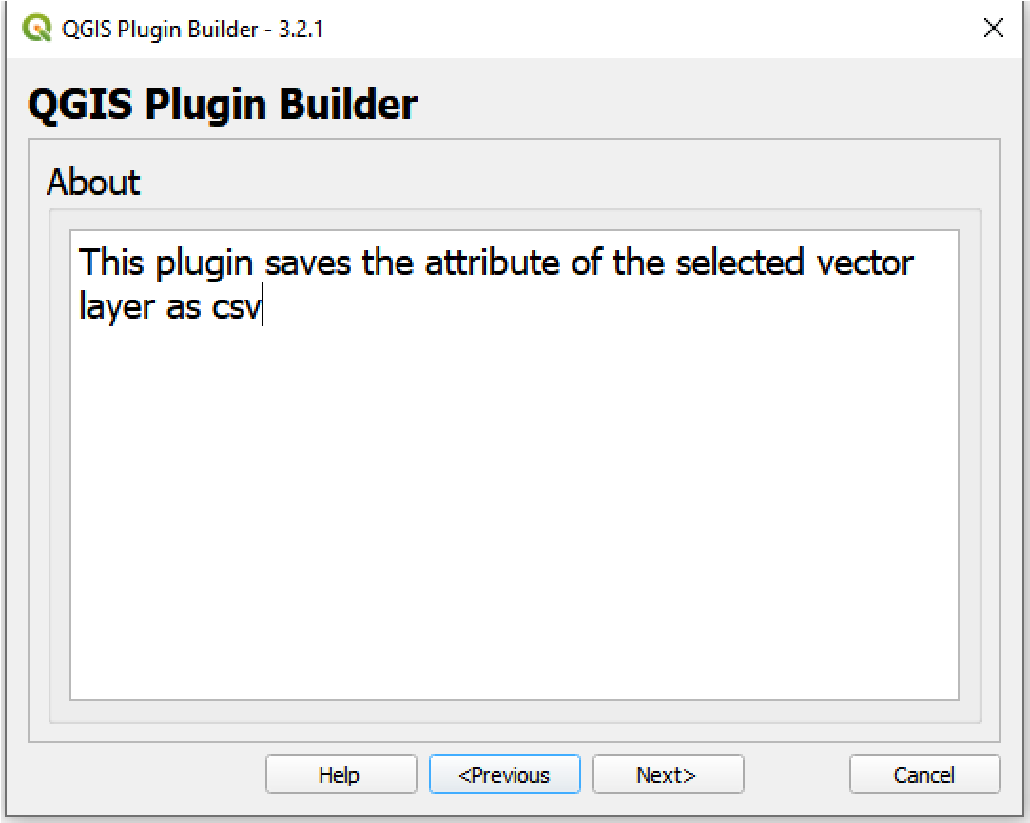 QGIS Plugin Builder - 3.2.1
QGIS Plugin Builder
About
This plugin saves the attribute of the selected vector
layer as csv
Help
<Previous
Next>
Cancel